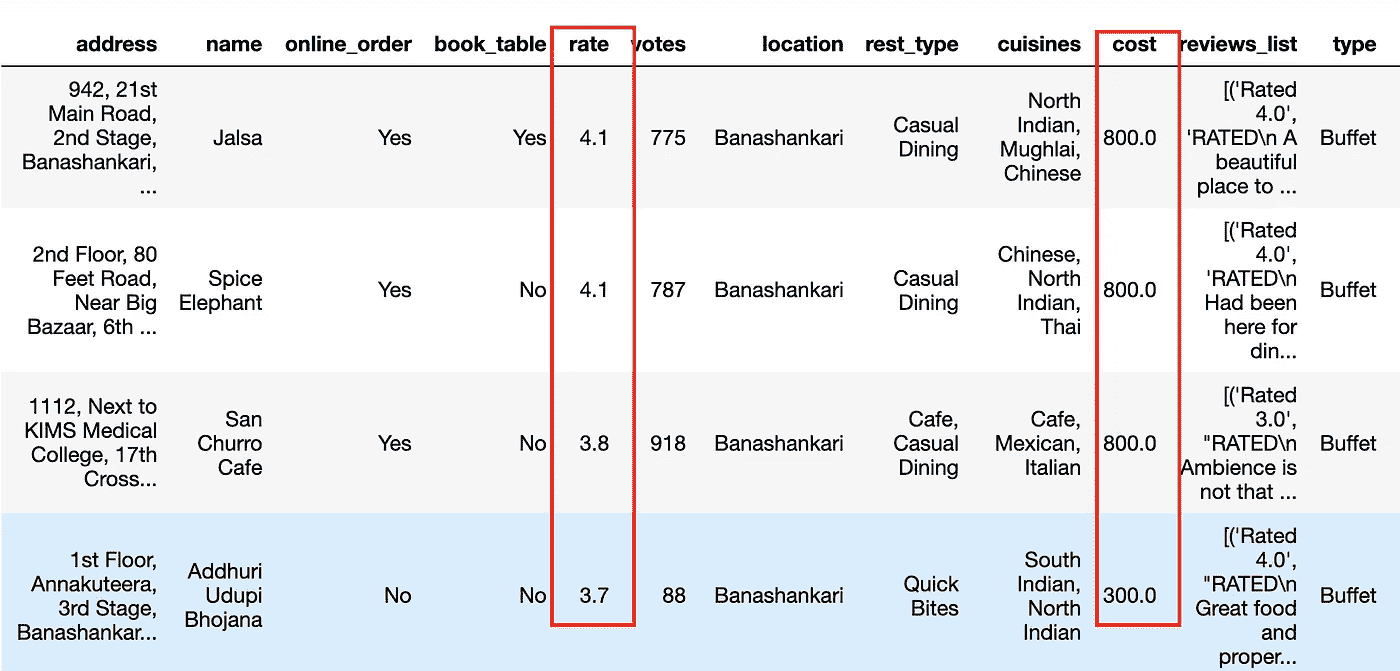 address name online_order book_table rate votes location rest_type cuisines cost reviews_list type
942, 21st
Main Road,
2nd Stage,
Banashankari,
...
Jalsa
Yes
Yes
4.1
775
Banashankari
Casual
Dining
North
Indian,
Mughlai,
Chinese
800.0
[('Rated
4.0',
'RATED\n A
beautiful
place to ...
Buffet
2nd Floor, 80
Feet Road,
Near Big
Bazaar, 6th ...
Spice
Elephant
Yes
No
4.1
787
Banashankari
Casual
Dining
Chinese,
North
Indian,
Thai
800.0
[('Rated
4.0',
'RATED\n
Had been
here for
din...
Buffet
1112, Next to
KIMS Medical
College, 17th
Cross...
San
Churro
Cafe
Yes
No
3.8
918
Banashankari
Cafe,
Casual
Dining
Cafe,
Mexican,
Italian
800.0
[('Rated
3.0',
"RATED\n
Ambience is
not that ...
Buffet
1st Floor,
Annakuteera,
3rd Stage,
Banashankar...
Addhuri
Udupi
Bhojana
No
No
3.7
88
Banashankari
Quick
Bites
South
Indian,
North
Indian
300.0
[('Rated
4.0',
"RATED\n
Great food
and
proper...
Buffet